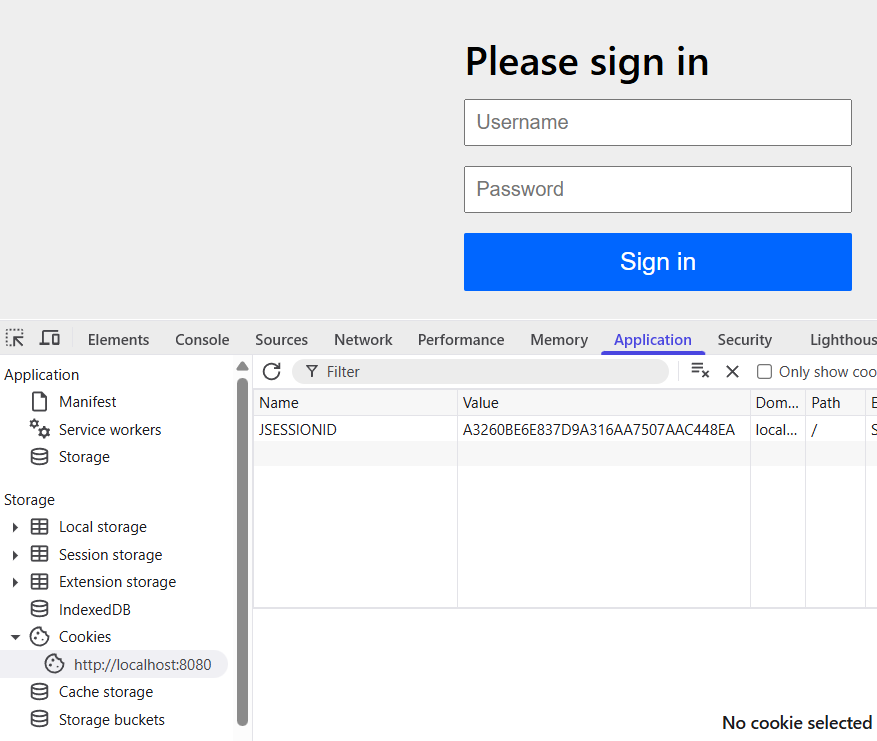 Please sign in
Username
Password
Sign in
Elements Console Sources Network Performance Memory Application Security Lighthous
Application
Manifest
Service workers
Storage
Storage
Local storage
Session storage
Extension storage
IndexedDB
Cookies
http://localhost:8080
Cache storage
Storage buckets
Filter Only show coo
Name Value Dom... Path E
JSESSIONID A3260BE6E837D9A316AA7507AAC448EA local... / S
No cookie selected